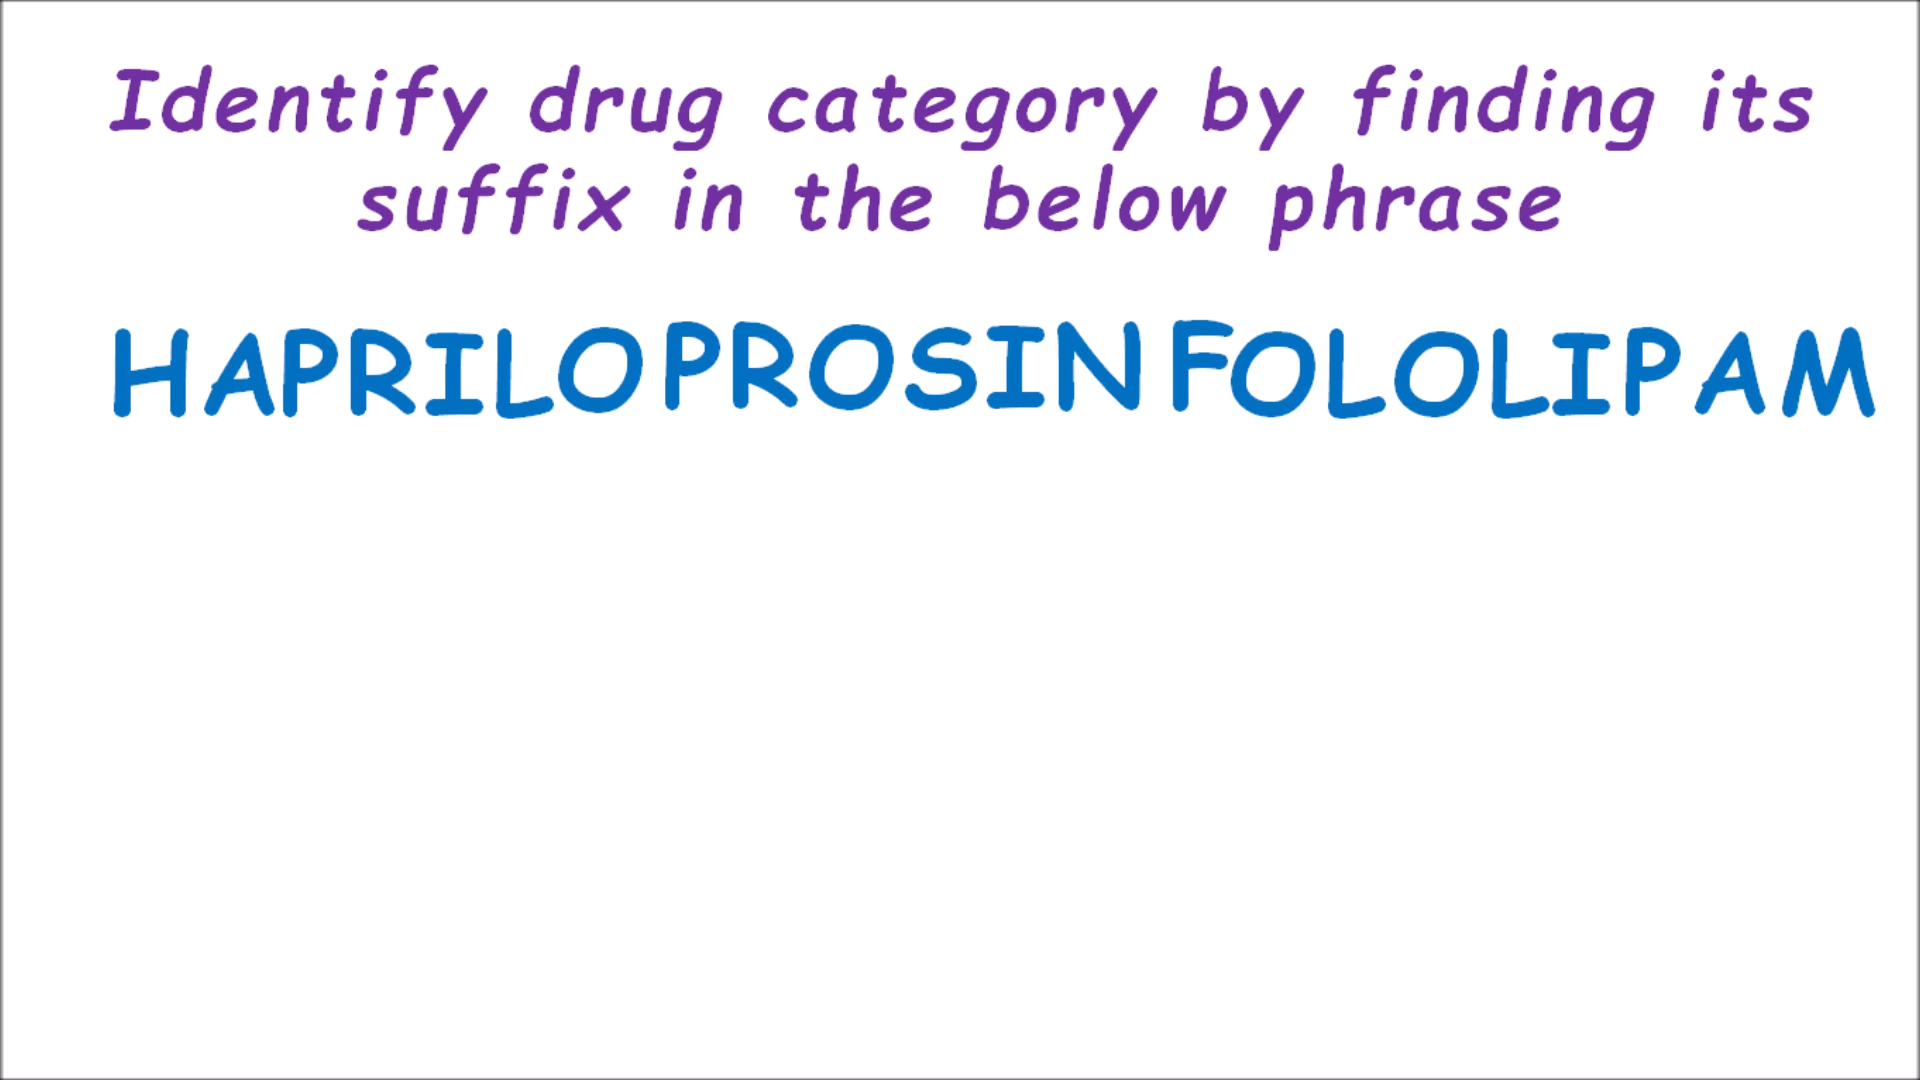 Identify drug category by finding its
suffix in the below phrase
HAPRILOPROSINFOLOLIPAM